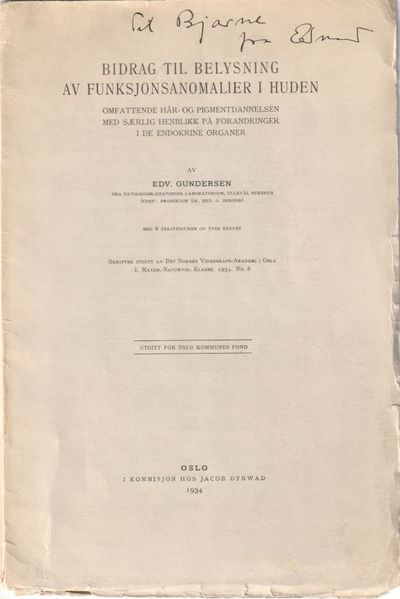 Til Bjarne
fra Edvard
BIDRAG TIL BELYSNING
AV FUNKSJONSANOMALIER I HUDEN
OMFATTENDE HÅR- OG PIGMENTDANNELSEN
MED SÆRLIG HENBLIKK PÅ FORANDRINGER
I DE ENDOKRINE ORGANER
AV
EDV. GUNDERSEN
FRA PATOLOGISK-ANATOMISK LABORATORIUM, ULLEVÅL SYKEHUS
(CHEF: PROSEKTOR DR. MED. O. BERNER)
MED 6 TEKSTFIGURER OG TYSK RESYMÉ
SKRIFTER UTGITT AV DET NORSKE VIDENSKAPS-AKADEMI I OSLO
I. MATEM.-NATURVID. KLASSE. 1934. No. 8
UTGITT FOR OSLO KOMMUNES FOND
OSLO
I KOMMISJON HOS JACOB DYBWAD
1934